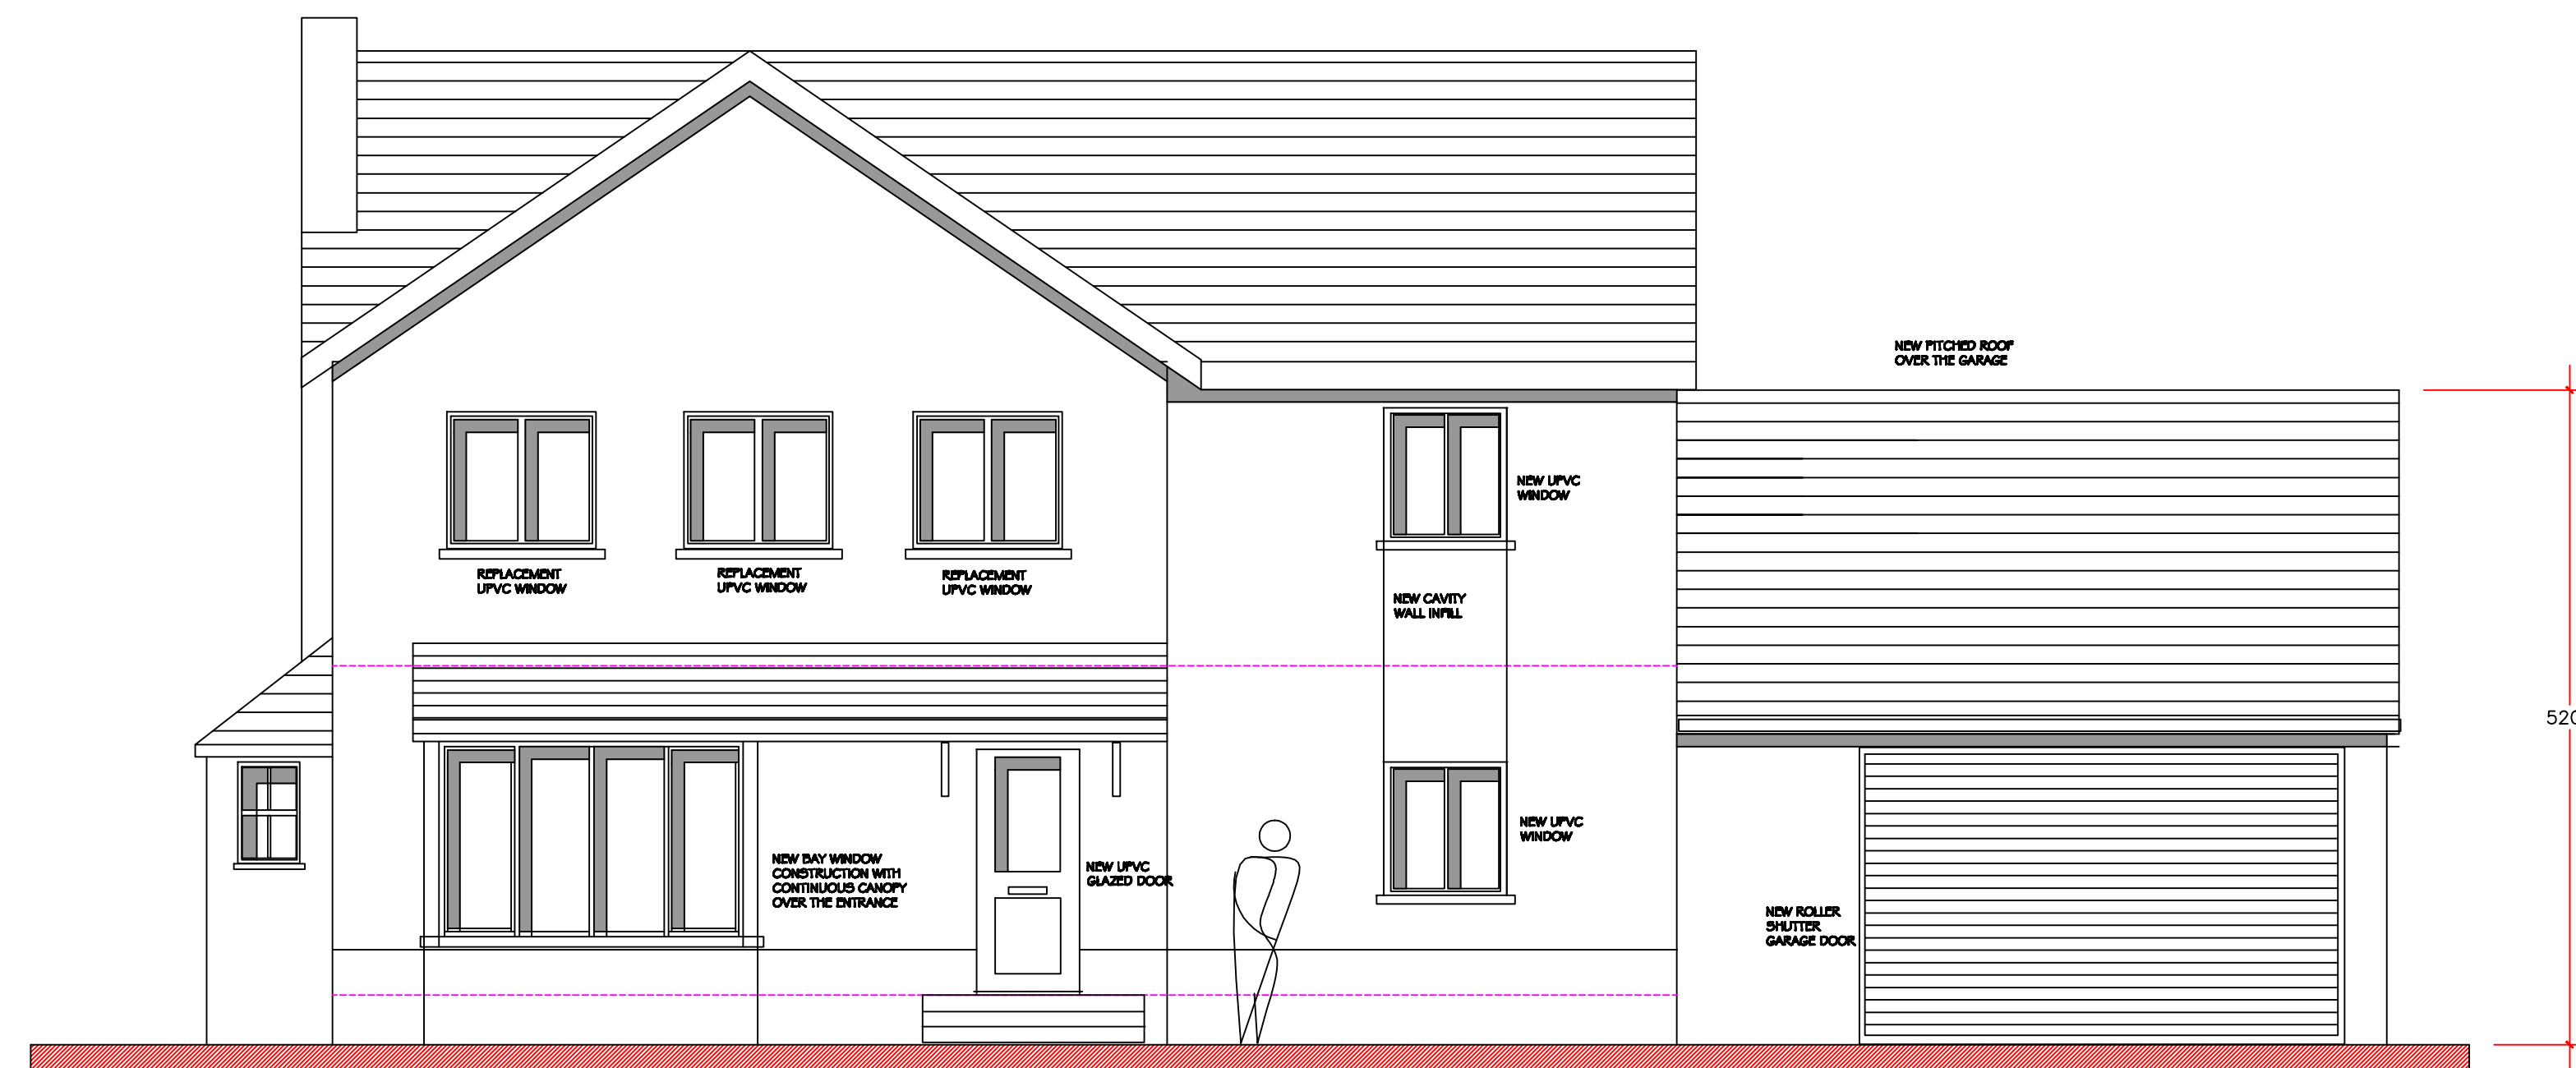 NEW PITCHED ROOF
OVER THE GARAGE
NEW UPVC
WINDOW
REPLACEMENT
UPVC WINDOW
REPLACEMENT
UPVC WINDOW
REPLACEMENT
UPVC WINDOW
NEW CAVITY
WALL INFILL
520
NEW UPVC
WINDOW
NEW BAY WINDOW
CONSTRUCTION WITH
CONTINUOUS CANOPY
OVER THE ENTRANCE
NEW UPVC
GLAZED DOOR
NEW ROLLER
SHUTTER
GARAGE DOOR